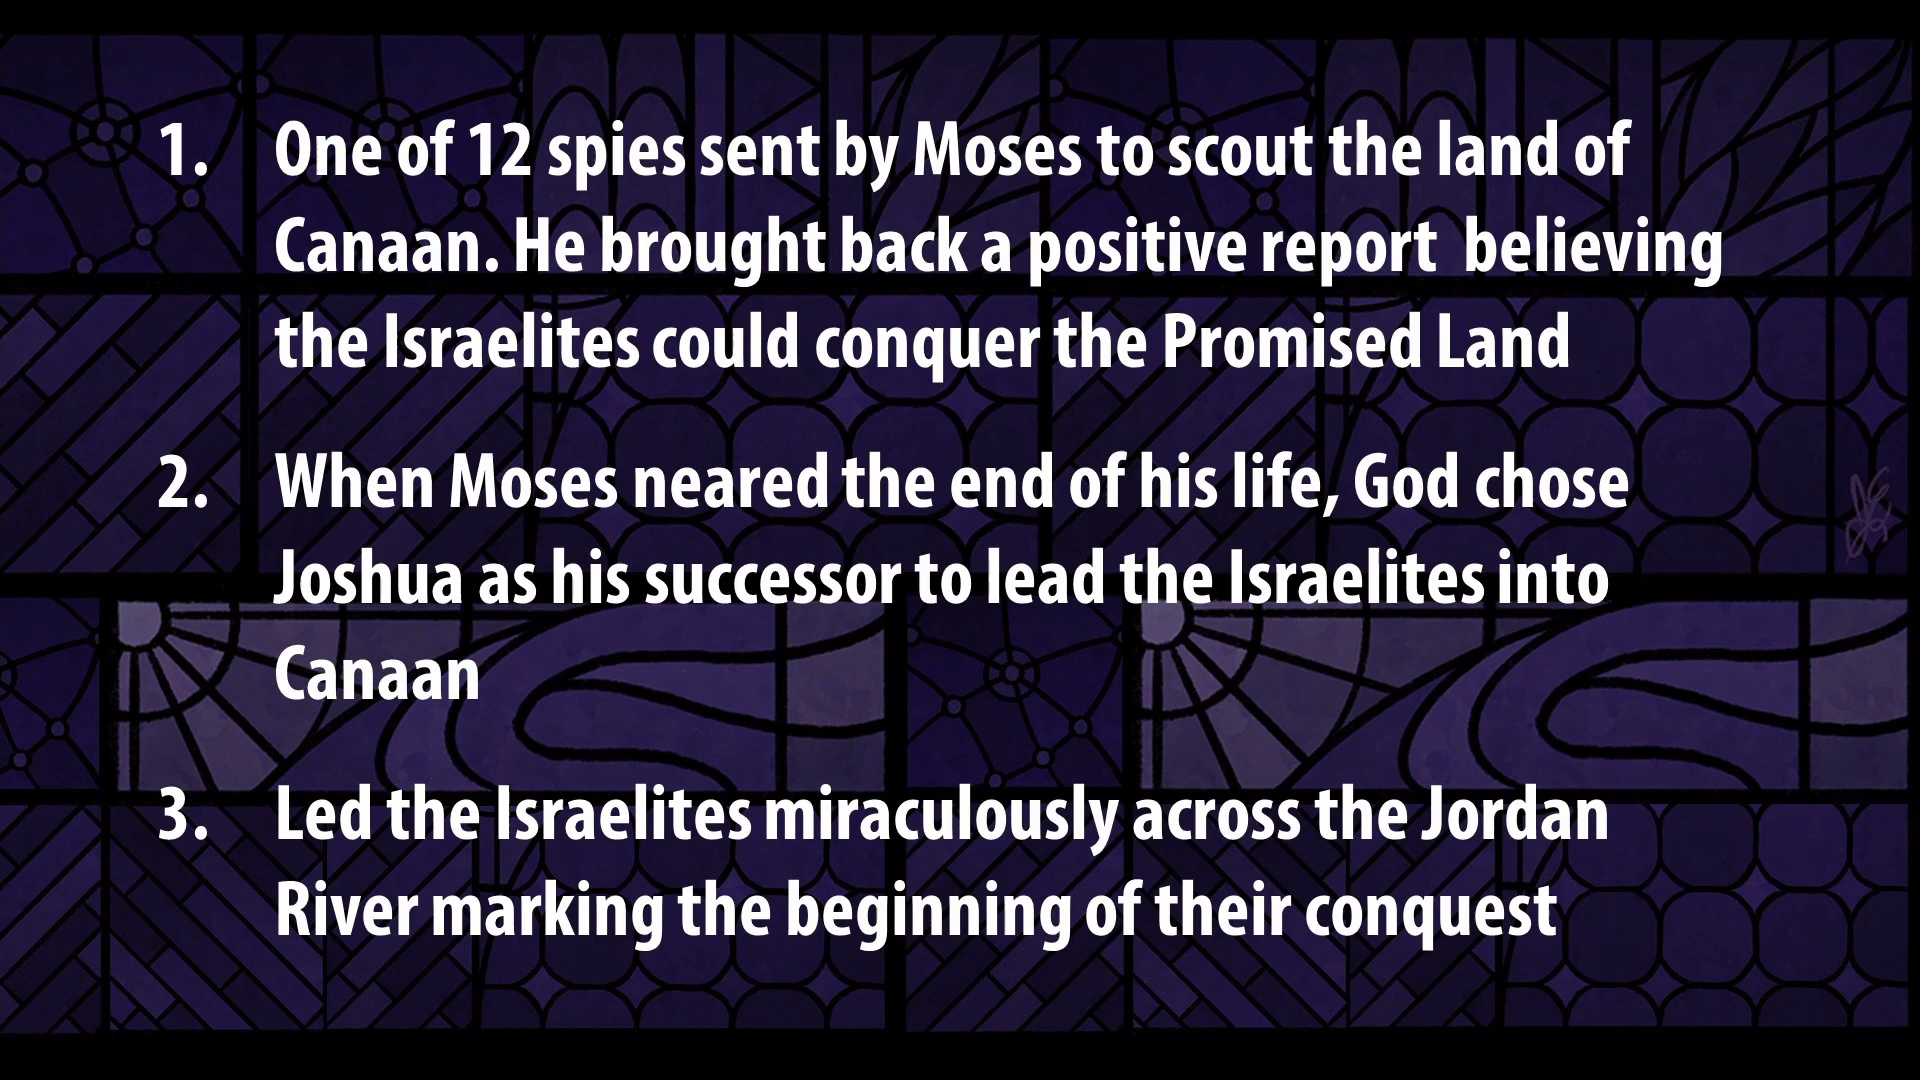 1. One of 12 spies sent by Moses to scout the land of
Canaan. He brought back a positive report  believing
the Israelites could conquer the Promised Land
2. When Moses neared the end of his life, God chose
Joshua as his successor to lead the Israelites into
Canaan
3. Led the Israelites miraculously across the Jordan
River marking the beginning of their conquest